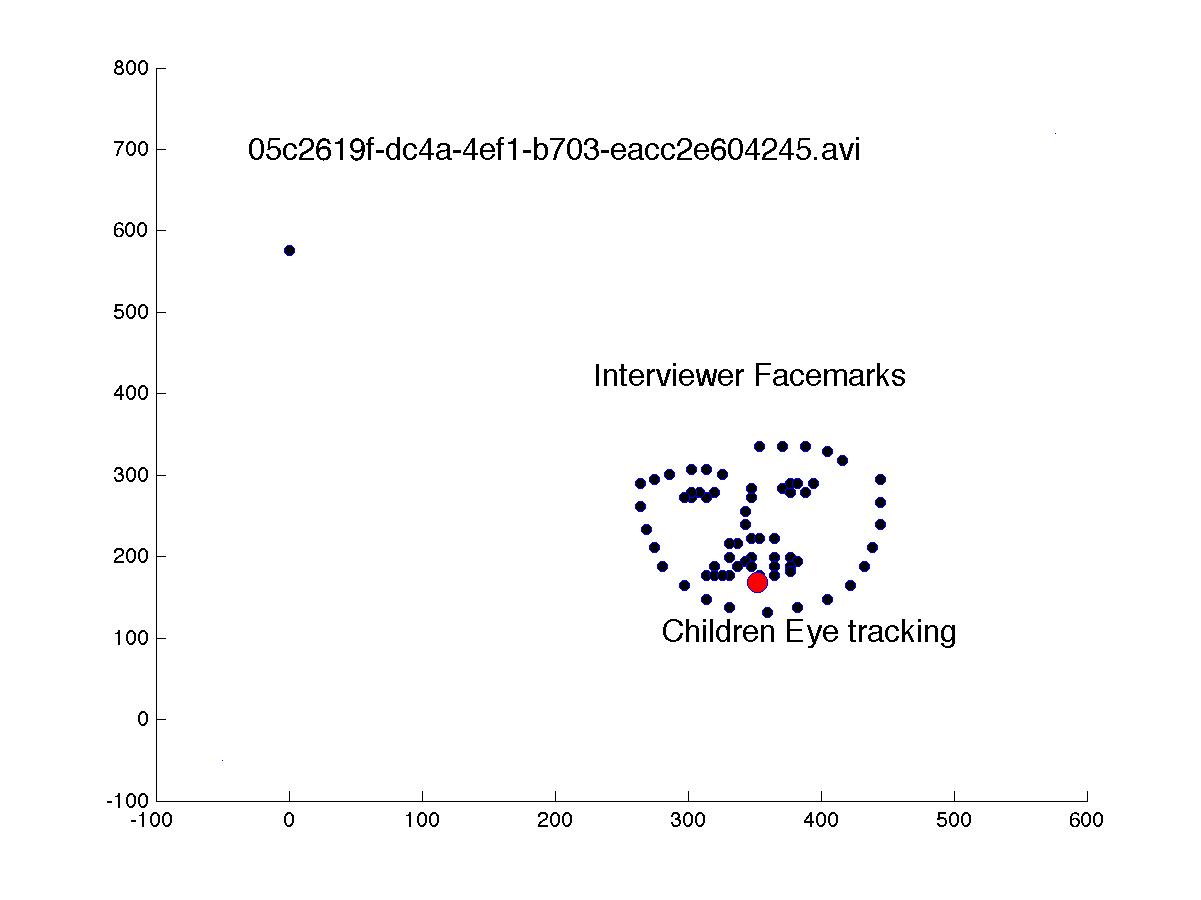 800
700
05c2619f-dc4a-4ef1-b703-eacc2e604245.avi
600
500
Interviewer Facemarks
400
300
200
100
Children Eye tracking
0
-100
-100 0 100 200 300 400 500 600